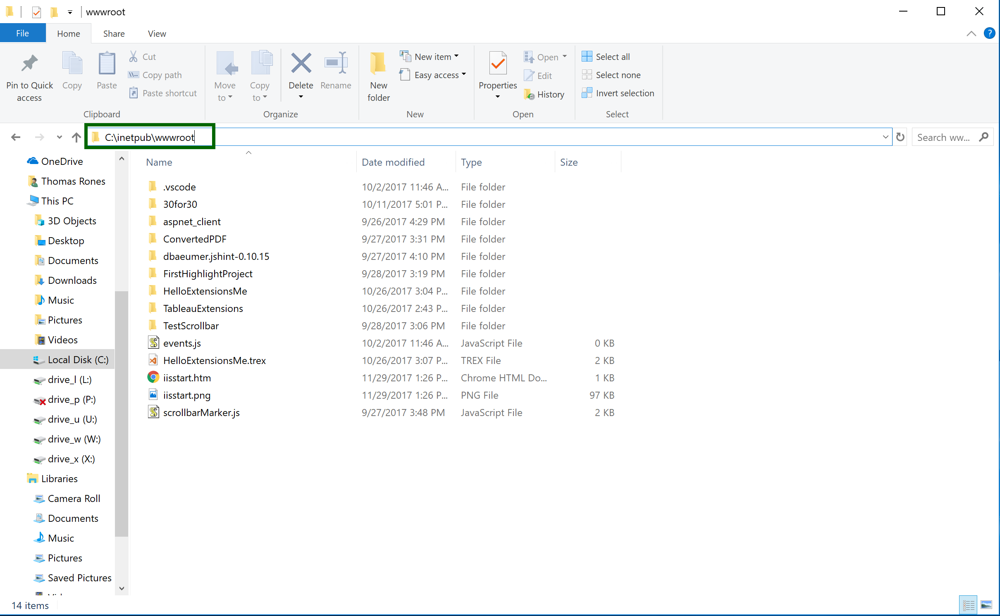 wwwroot
File Home Share View
Pin to Quick access
Copy
Paste
Cut
Copy path
Paste shortcut
Clipboard
Move to
Copy to
Delete
Rename
Organize
New folder
New item
Easy access
New
Properties
Open
Edit
History
Open
Select all
Select none
Invert selection
Select
C:\inetpub\wwwroot
Search ww...
OneDrive
Thomas Rones
This PC
3D Objects
Desktop
Documents
Downloads
Music
Pictures
Videos
Local Disk (C:)
drive_l (L:)
drive_p (P:)
drive_u (U:)
drive_w (W:)
drive_x (X:)
Libraries
Camera Roll
Documents
Music
Pictures
Saved Pictures
Name Date modified Type Size
.vscode 10/2/2017 11:46 A... File folder
30for30 10/11/2017 5:01 P... File folder
aspnet_client 9/26/2017 4:29 PM File folder
ConvertedPDF 9/27/2017 3:31 PM File folder
dbaeumer.jshint-0.10.15 9/27/2017 4:10 PM File folder
FirstHighlightProject 9/28/2017 3:19 PM File folder
HelloExtensionsMe 10/26/2017 3:04 P... File folder
TableauExtensions 10/26/2017 2:43 P... File folder
TestScrollbar 9/28/2017 3:06 PM File folder
events.js 10/2/2017 11:46 A... JavaScript File 0 KB
HelloExtensionsMe.trex 10/26/2017 3:07 P... TREX File 2 KB
iisstart.htm 11/29/2017 1:26 P... Chrome HTML Do... 1 KB
iisstart.png 11/29/2017 1:26 P... PNG File 97 KB
scrollbarMarker.js 9/27/2017 3:48 PM JavaScript File 2 KB
14 items